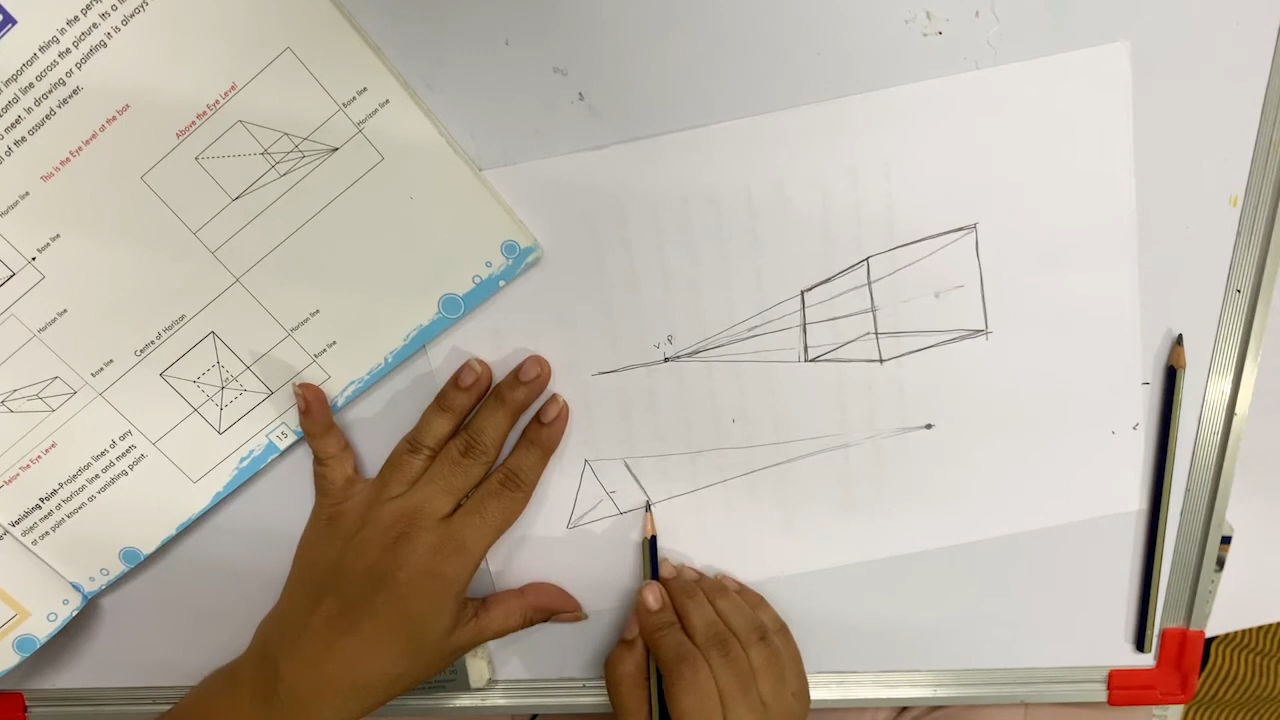 important thing in the
horizontal line across the picture. Its a
meet. In drawing or painting it is always
of the assured viewer.
This is the Eye level at the box
Above the Eye Level
Base line
Horizon line
Horizon line
Base line
Horizon line
Base line
Centre of Horizon
Horizon line
Base line
Below The Eye Level
15
Vanishing Point–Projection lines of any
object meet at horizon line and meets
at one point known as vanishing point.
V.P